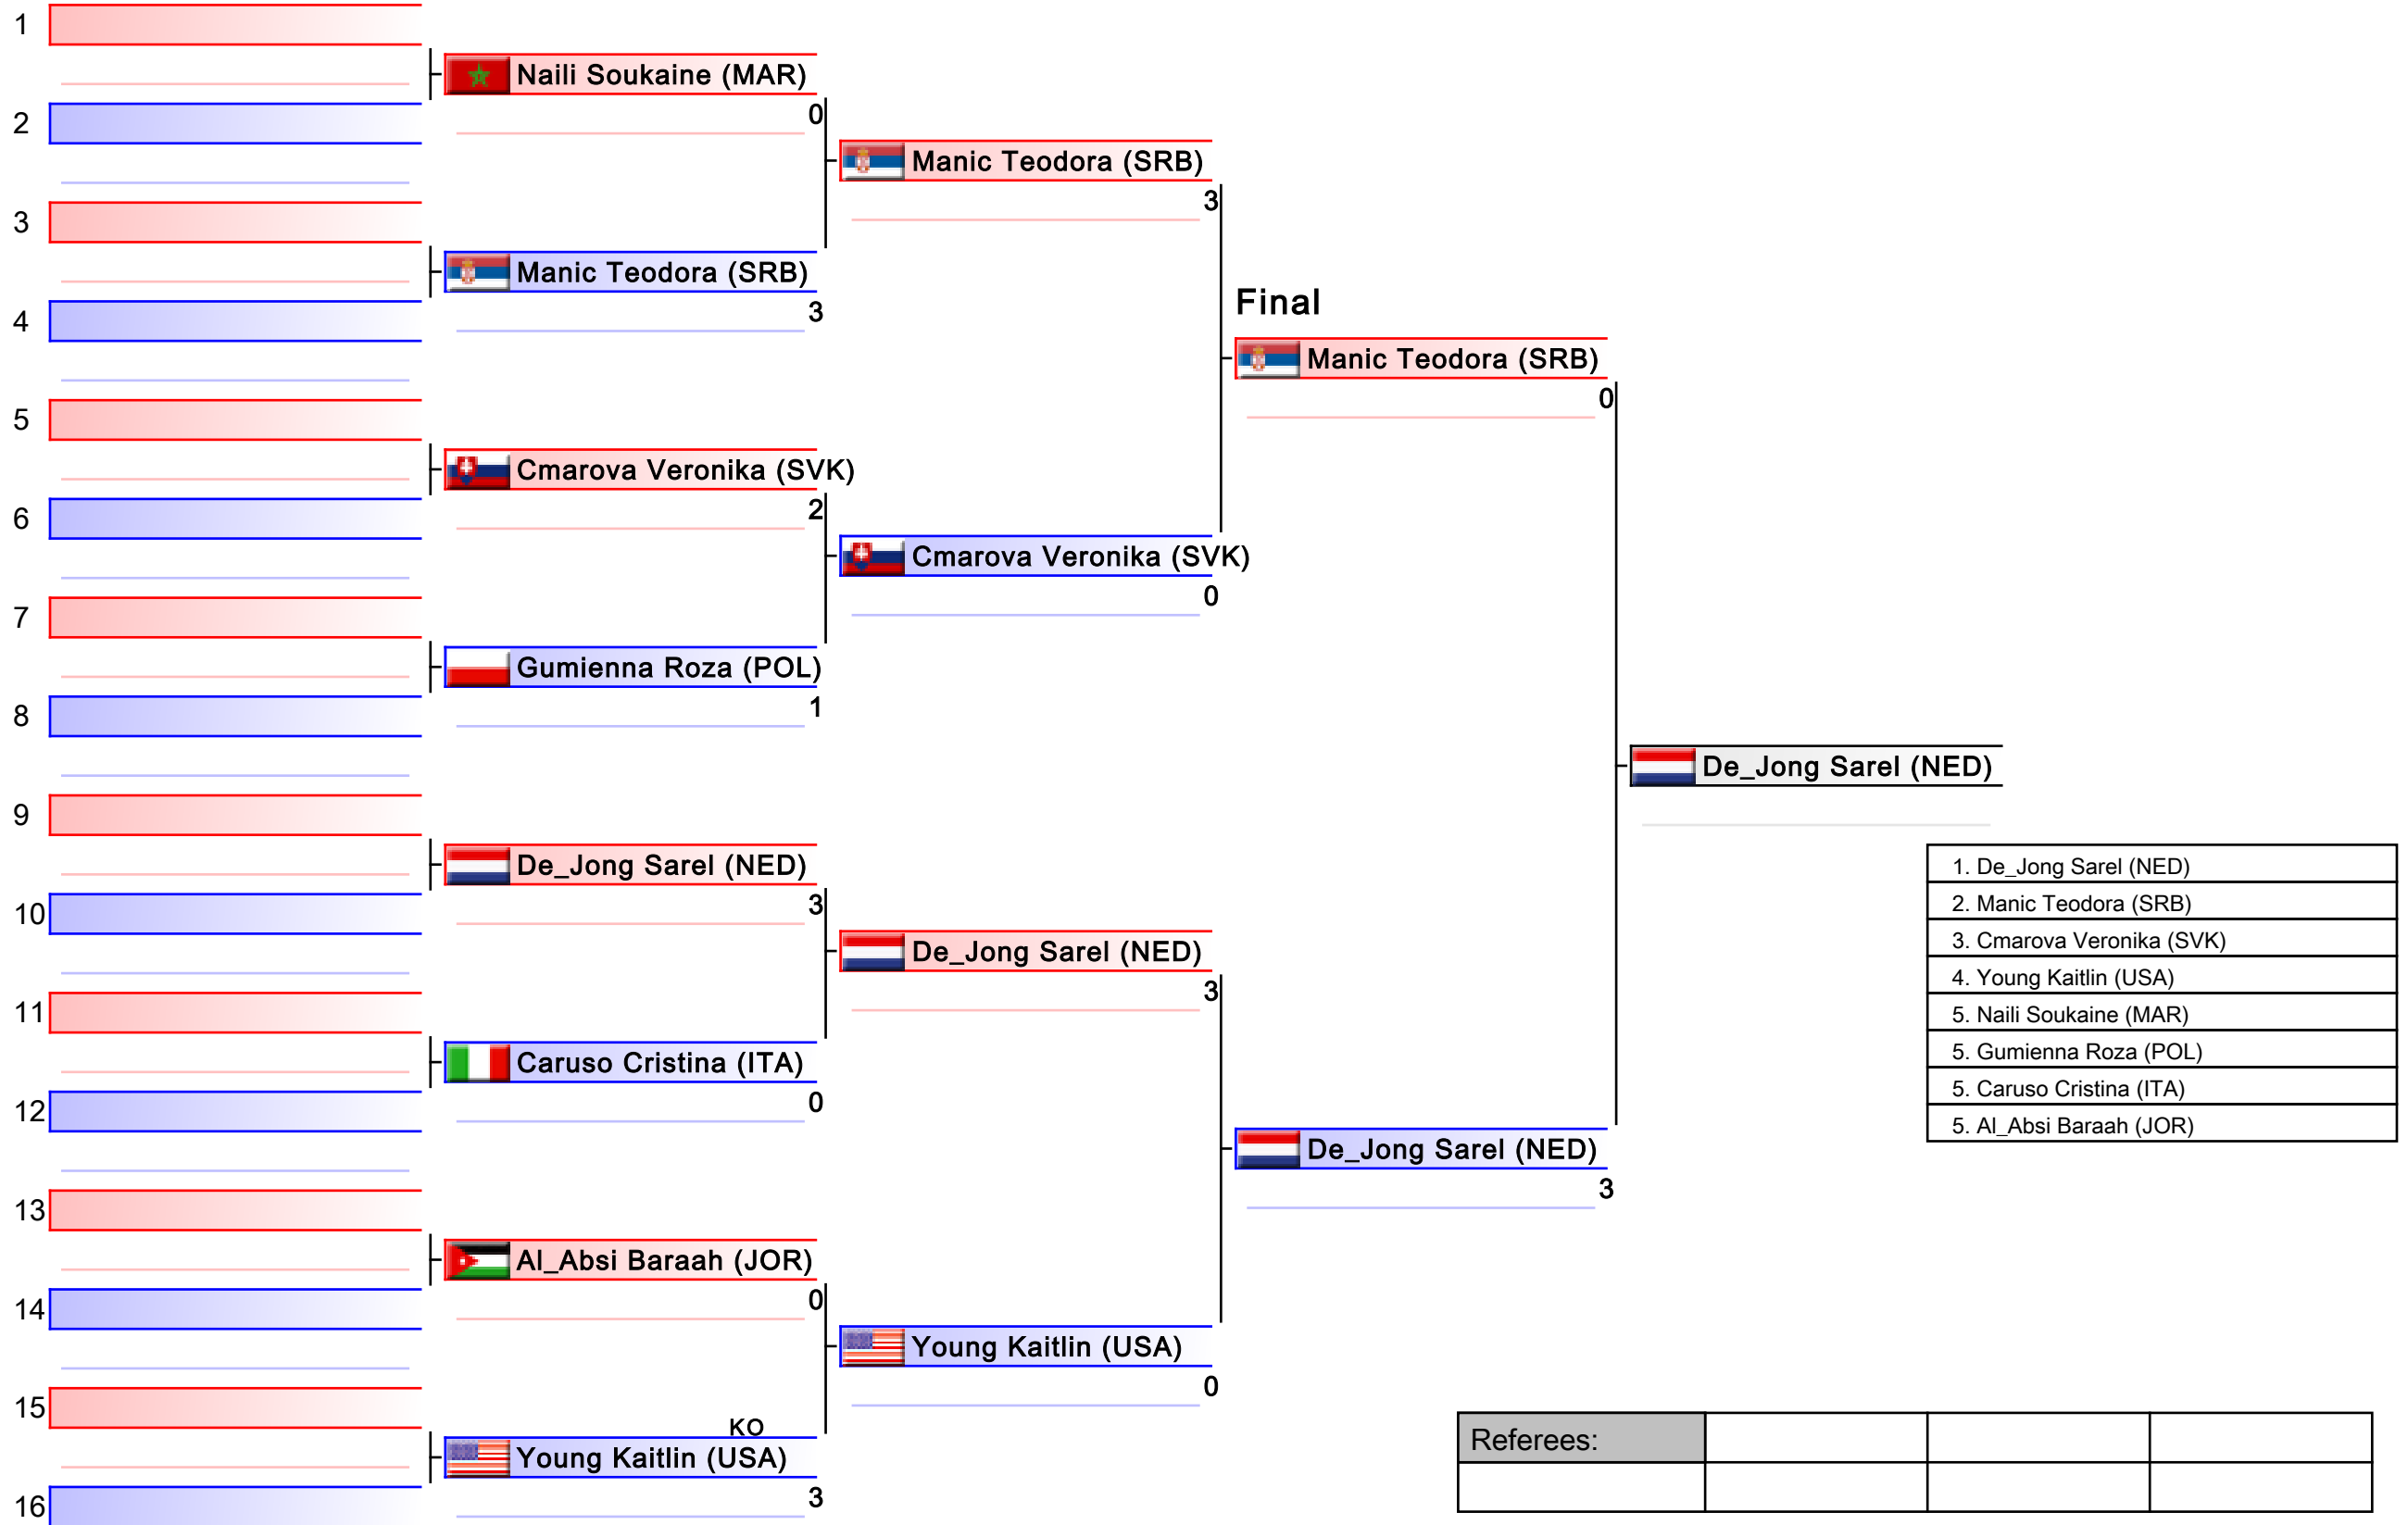 1
Naili Soukaine (MAR)
0
2
Manic Teodora (SRB)
3
3
Manic Teodora (SRB)
3
4
Final
Manic Teodora (SRB)
0
5
Cmarova Veronika (SVK)
2
6
Cmarova Veronika (SVK)
0
7
Gumienna Roza (POL)
1
8
De_Jong Sarel (NED)
9
De_Jong Sarel (NED)
3
10
De_Jong Sarel (NED)
3
11
Caruso Cristina (ITA)
0
12
De_Jong Sarel (NED)
3
13
Al_Absi Baraah (JOR)
0
14
Young Kaitlin (USA)
0
15
KO
Young Kaitlin (USA)
3
16
1. De_Jong Sarel (NED)
2. Manic Teodora (SRB)
3. Cmarova Veronika (SVK)
4. Young Kaitlin (USA)
5. Naili Soukaine (MAR)
5. Gumienna Roza (POL)
5. Caruso Cristina (ITA)
5. Al_Absi Baraah (JOR)
Referees: